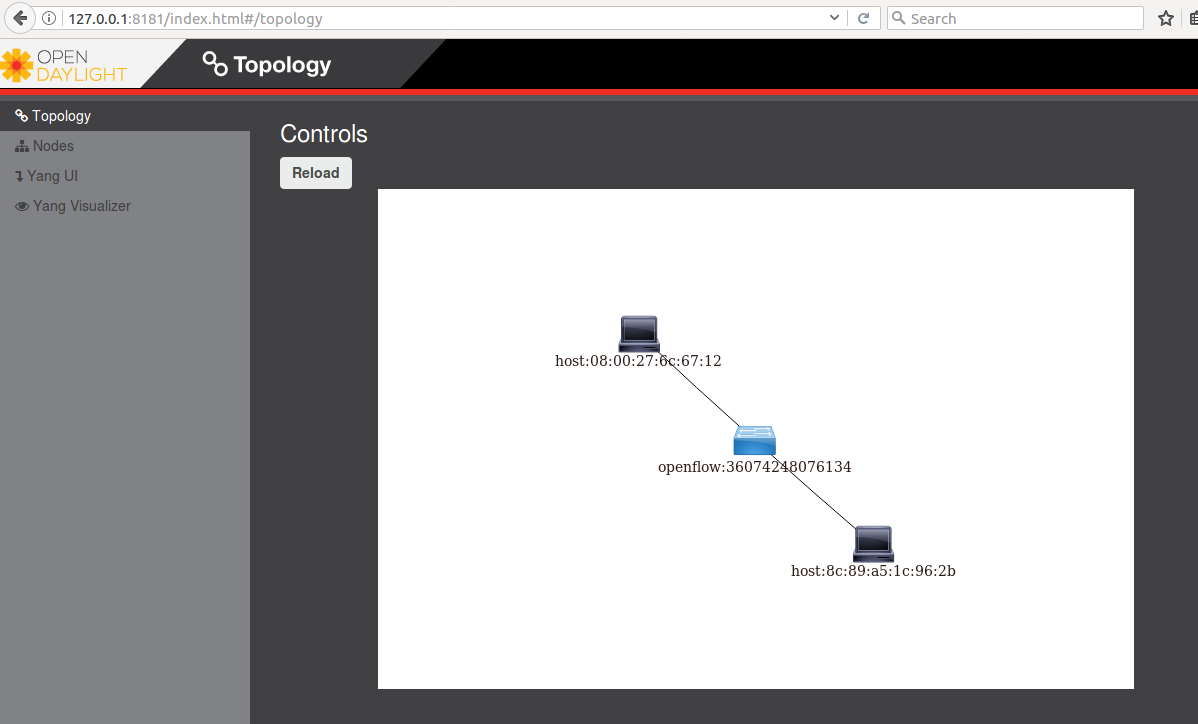 127.0.0.1:8181/index.html#/topology
Search
OPEN
DAYLIGHT
Topology
Topology
Nodes
Yang UI
Yang Visualizer
Controls
Reload
host:08:00:27:6c:67:12
openflow:36074248076134
host:8c:89:a5:1c:96:2b